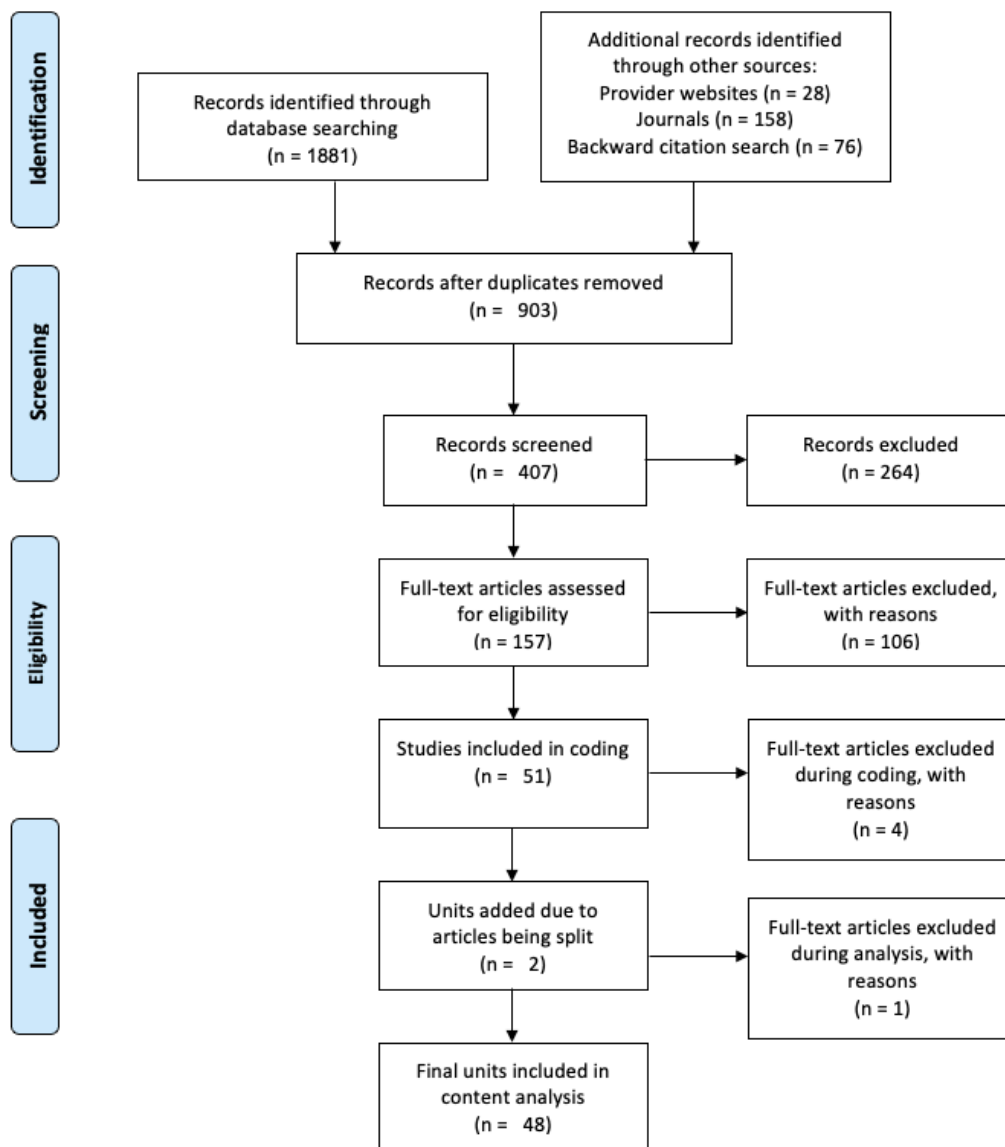 Identification
Records identified through
database searching
(n = 1881)
Additional records identified
through other sources:
Provider websites (n = 28)
Journals (n = 158)
Backward citation search (n = 76)
Screening
Records after duplicates removed
(n = 903)
Records screened
(n = 407)
Records excluded
(n = 264)
Eligibility
Full-text articles assessed
for eligibility
(n = 157)
Full-text articles excluded,
with reasons
(n = 106)
Studies included in coding
(n = 51)
Full-text articles excluded
during coding, with
reasons
(n = 4)
Included
Units added due to
articles being split
(n = 2)
Full-text articles excluded
during analysis, with
reasons
(n = 1)
Final units included in
content analysis
(n = 48)